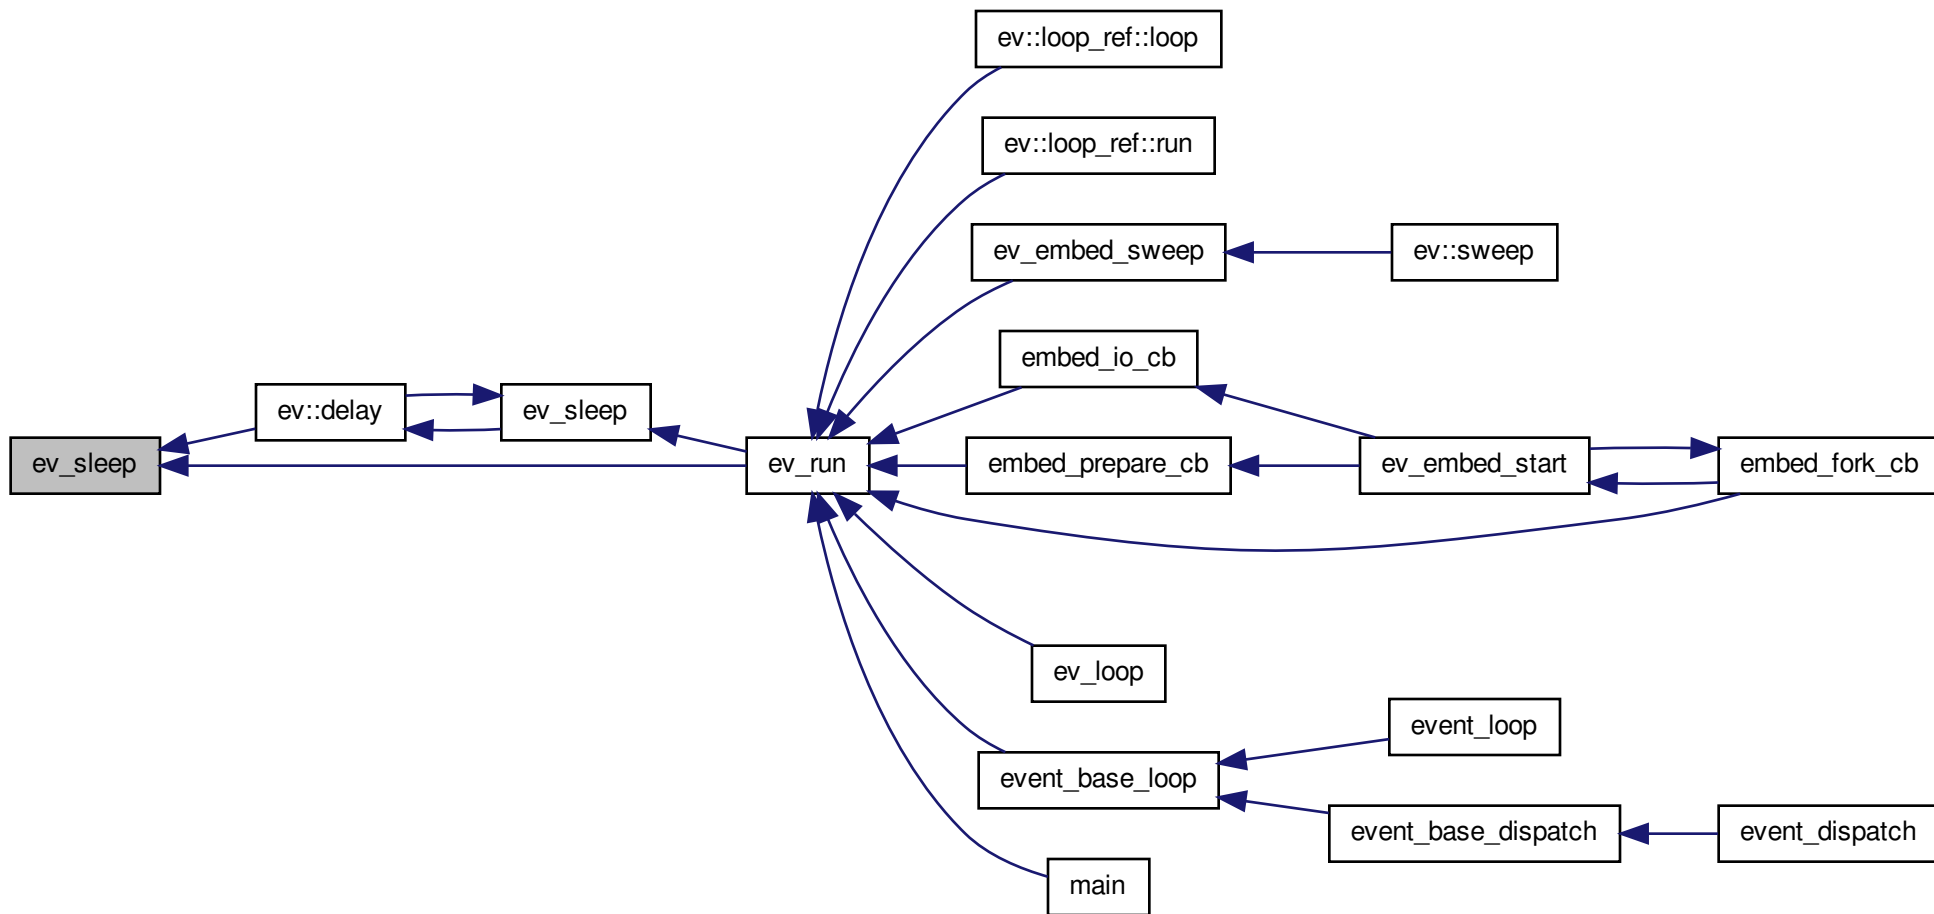 ev::loop_ref::loop
ev::loop_ref::run
ev_embed_sweep
ev::sweep
embed_io_cb
ev::delay
ev_sleep
ev_sleep
ev_run
embed_prepare_cb
ev_embed_start
embed_fork_cb
ev_loop
event_loop
event_base_loop
event_base_dispatch
event_dispatch
main